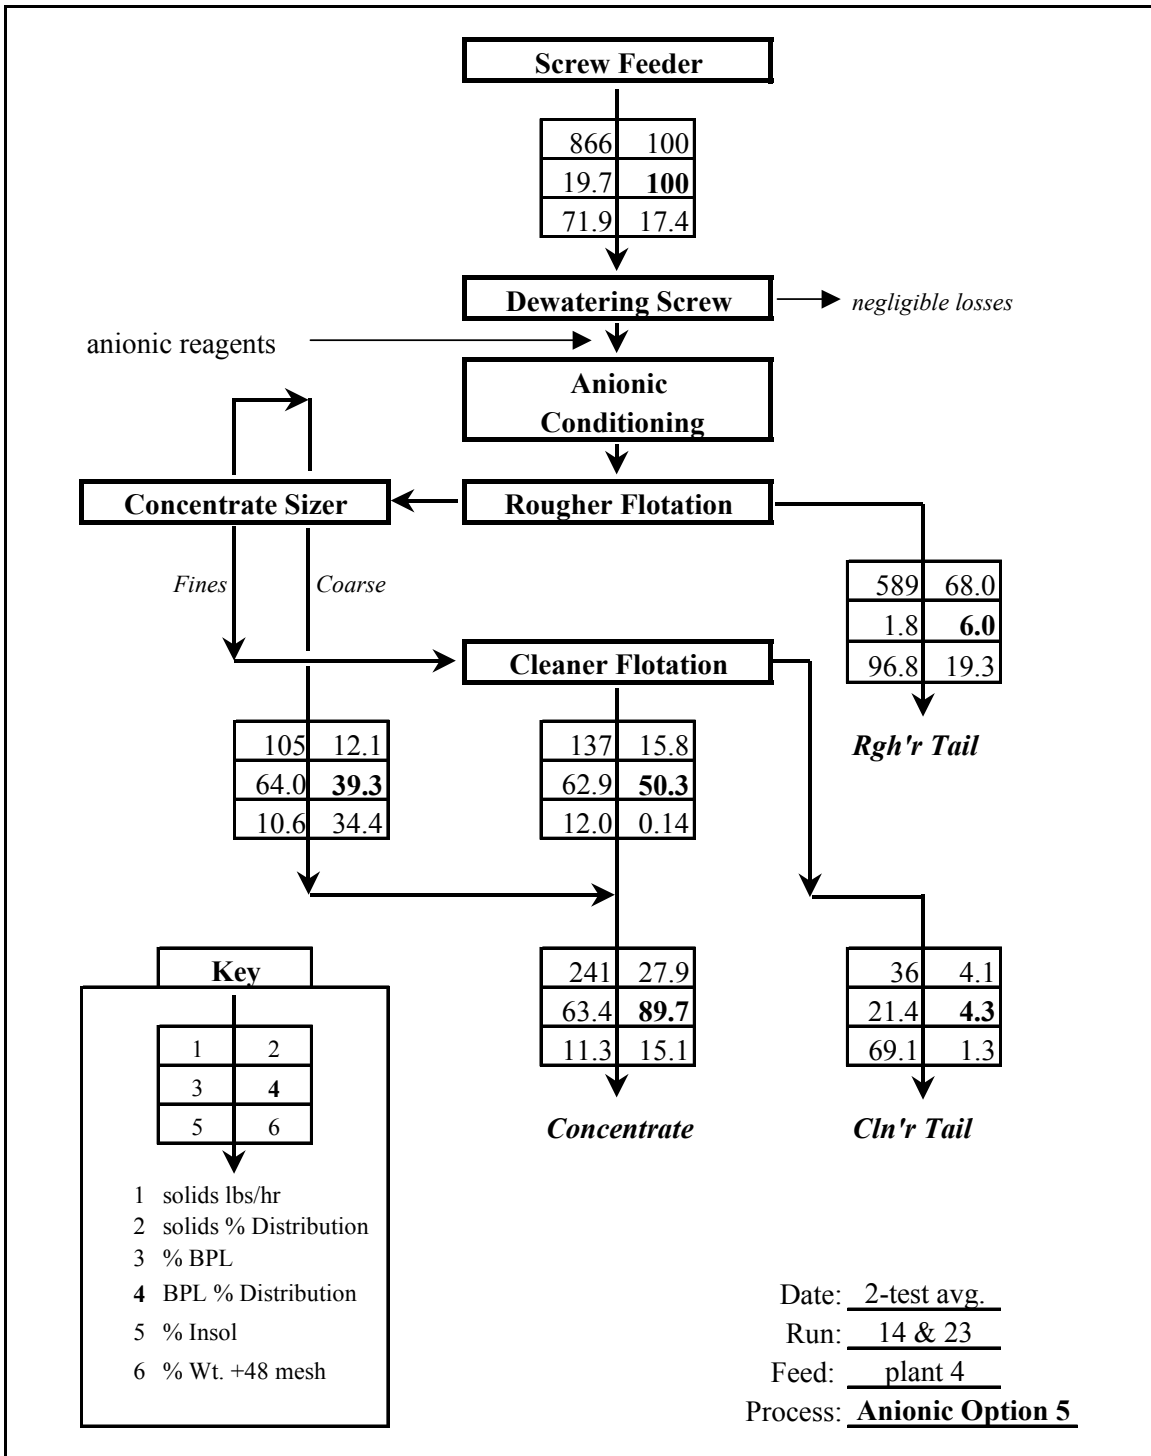 Screw Feeder
866 100
19.7 100
71.9 17.4
Dewatering Screw
negligible losses
anionic reagents
Anionic
Conditioning
Concentrate Sizer
Rougher Flotation
Fines
Coarse
589 68.0
1.8 6.0
96.8 19.3
Rgh'r Tail
Cleaner Flotation
105 12.1
64.0 39.3
10.6 34.4
137 15.8
62.9 50.3
12.0 0.14
241 27.9
63.4 89.7
11.3 15.1
Concentrate
36 4.1
21.4 4.3
69.1 1.3
Cln'r Tail
Key
1 2
3 4
5 6
1 solids lbs/hr
2 solids % Distribution
3 % BPL
4 BPL % Distribution
5 % Insol
6 % Wt. +48 mesh
Date: 2-test avg.
Run: 14 & 23
Feed: plant 4
Process: Anionic Option 5